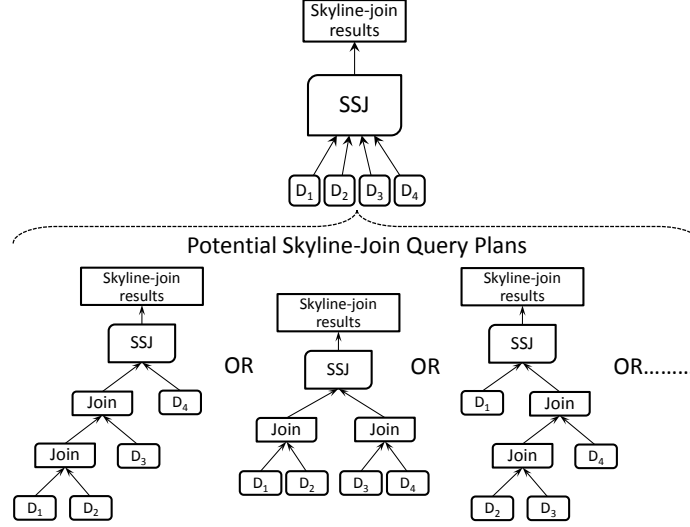 Skyline-join
results
SSJ
D₁ D₂ D₃ D₄
Potential Skyline-Join Query Plans
Skyline-join
results
SSJ
Join
D₄
Join
D₃
D₁ D₂
OR
Skyline-join
results
SSJ
Join Join
D₁ D₂ D₃ D₄
OR
Skyline-join
results
SSJ
D₁
Join
Join
D₄
D₂ D₃
OR.........